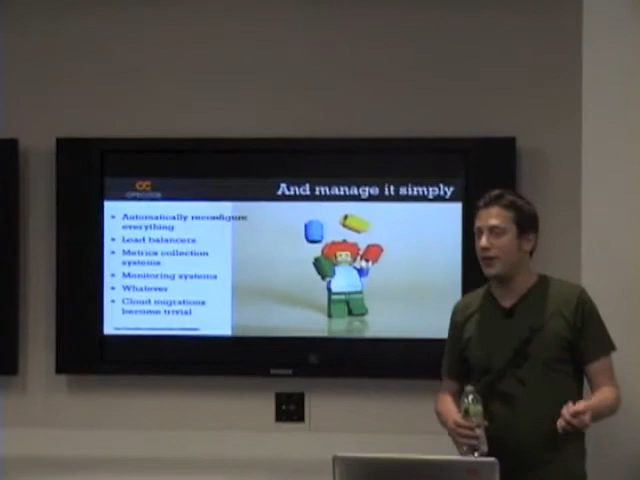 And manage it simply
OPSCODE
Automatically reconfigure
everything
Load balancers
Metrics collection
systems
Monitoring systems
Whatever
Cloud migrations
become trivial